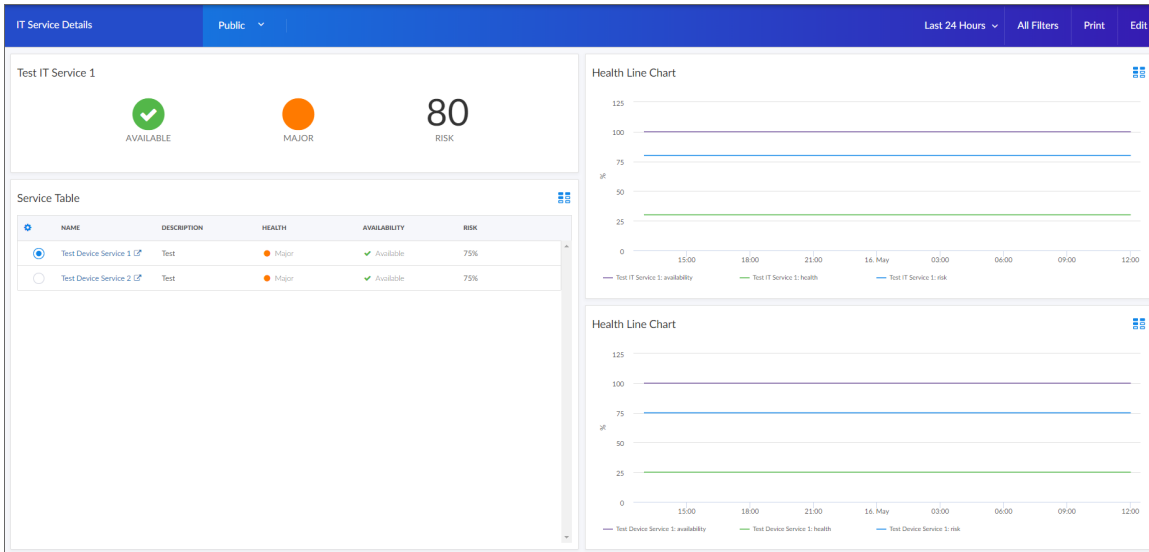 IT Service Details Public Last 24 Hours All Filters Print Edit
Test IT Service 1
80
AVAILABLE MAJOR RISK
Service Table
NAME DESCRIPTION HEALTH AVAILABILITY RISK
Test Device Service 1 Test Major Available 75%
Test Device Service 2 Test Major Available 75%
Health Line Chart
125
100
75
%
50
25
0
15:00 18:00 21:00 16. May 03:00 06:00 09:00 12:00
Test IT Service 1: availability Test IT Service 1: health Test IT Service 1: risk
Health Line Chart
125
100
75
%
50
25
0
15:00 18:00 21:00 16. May 03:00 06:00 09:00 12:00
Test Device Service 1: availability Test Device Service 1: health Test Device Service 1: risk